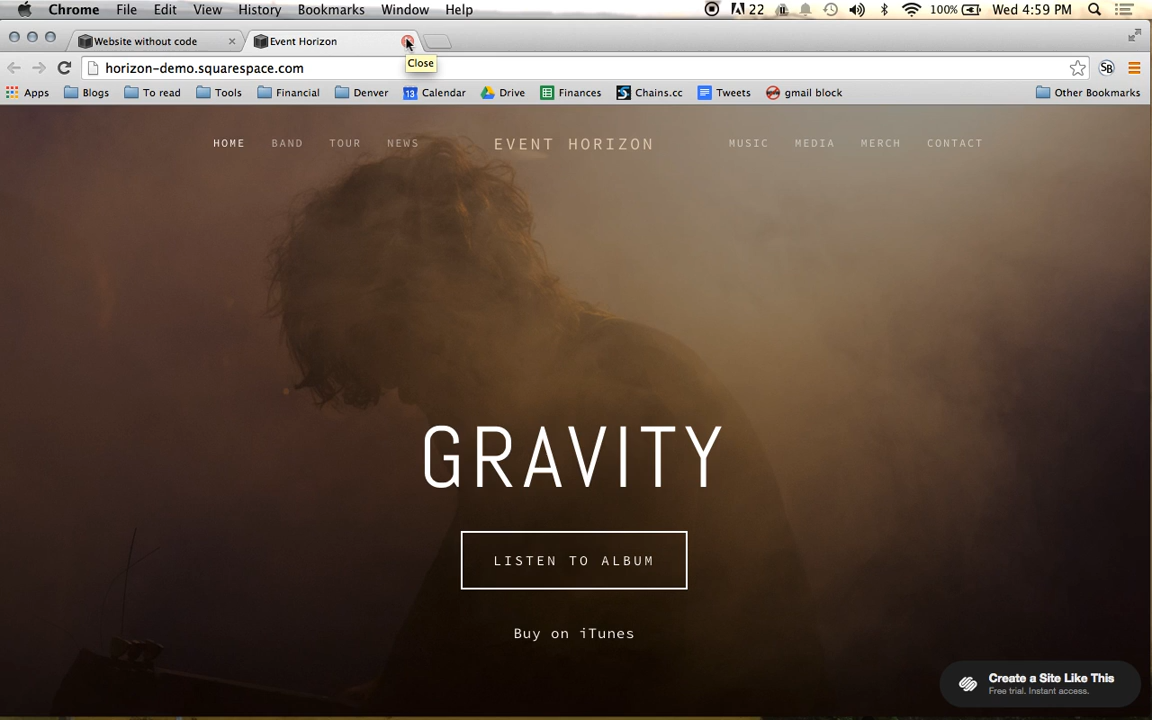 Chrome File Edit View History Bookmarks Window Help 22 100% Wed 4:59 PM
Website without code Event Horizon
Close
horizon-demo.squarespace.com SB
Apps Blogs To read Tools Financial Denver 13 Calendar Drive Finances Chains.cc Tweets gmail block Other Bookmarks
HOME BAND TOUR NEWS EVENT HORIZON MUSIC MEDIA MERCH CONTACT
GRAVITY
LISTEN TO ALBUM
Buy on iTunes
Create a Site Like This
Free trial. Instant access.